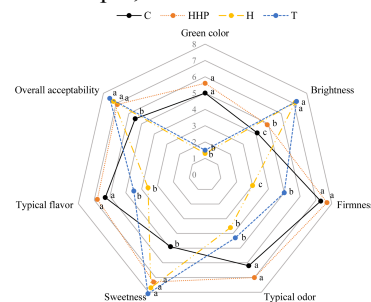 C HHP H T
Green color
8
7
6
5
4
3
2
1
0
a
a
b
b
Brightness
a
a
b
c
Firmness
a
a
b
c
Typical odor
a
a
b
b
Sweetness
a
a
a
b
Typical flavor
a
a
b
b
Overall acceptability
a
a
a
b